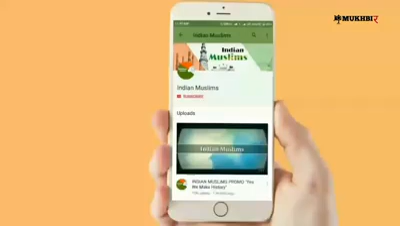 MUKHBIR
Indian Muslims
Indian
Muslims
Indian Muslims
SUBSCRIBE
Uploads
Indian Muslims
INDIAN MUSLIMS PROMO "You
We Make History"